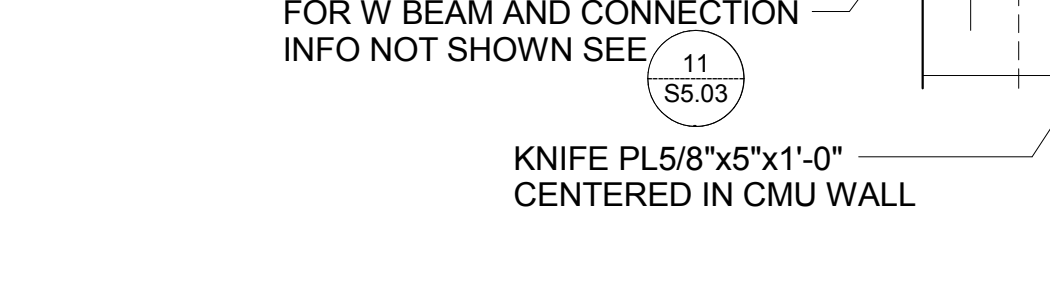 FOR W BEAM AND CONNECTION
INFO NOT SHOWN SEE
11
S5.03
KNIFE PL5/8"x5"x1'-0"
CENTERED IN CMU WALL